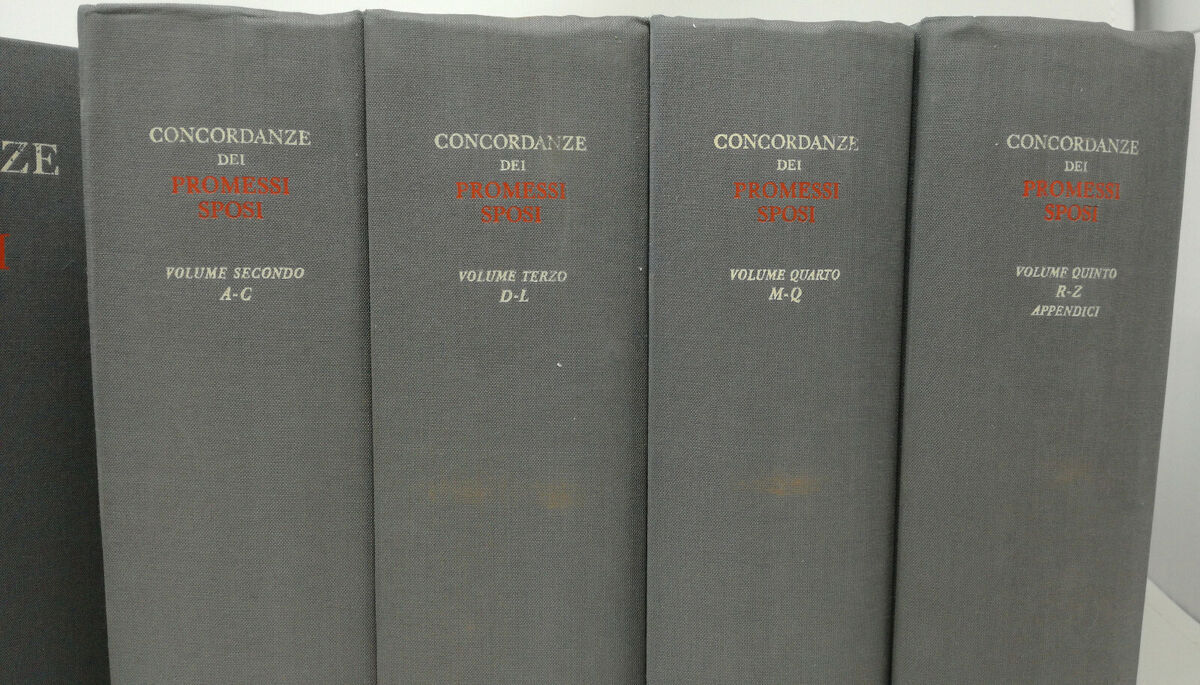 ZE
I
CONCORDANZE
DEI
PROMESSI
SPOSI
VOLUME SECONDO
A-C
CONCORDANZE
DEI
PROMESSI
SPOSI
VOLUME TERZO
D-L
CONCORDANZE
DEI
PROMESSI
SPOSI
VOLUME QUARTO
M-Q
CONCORDANZE
DEI
PROMESSI
SPOSI
VOLUME QUINTO
R-Z
APPENDICI